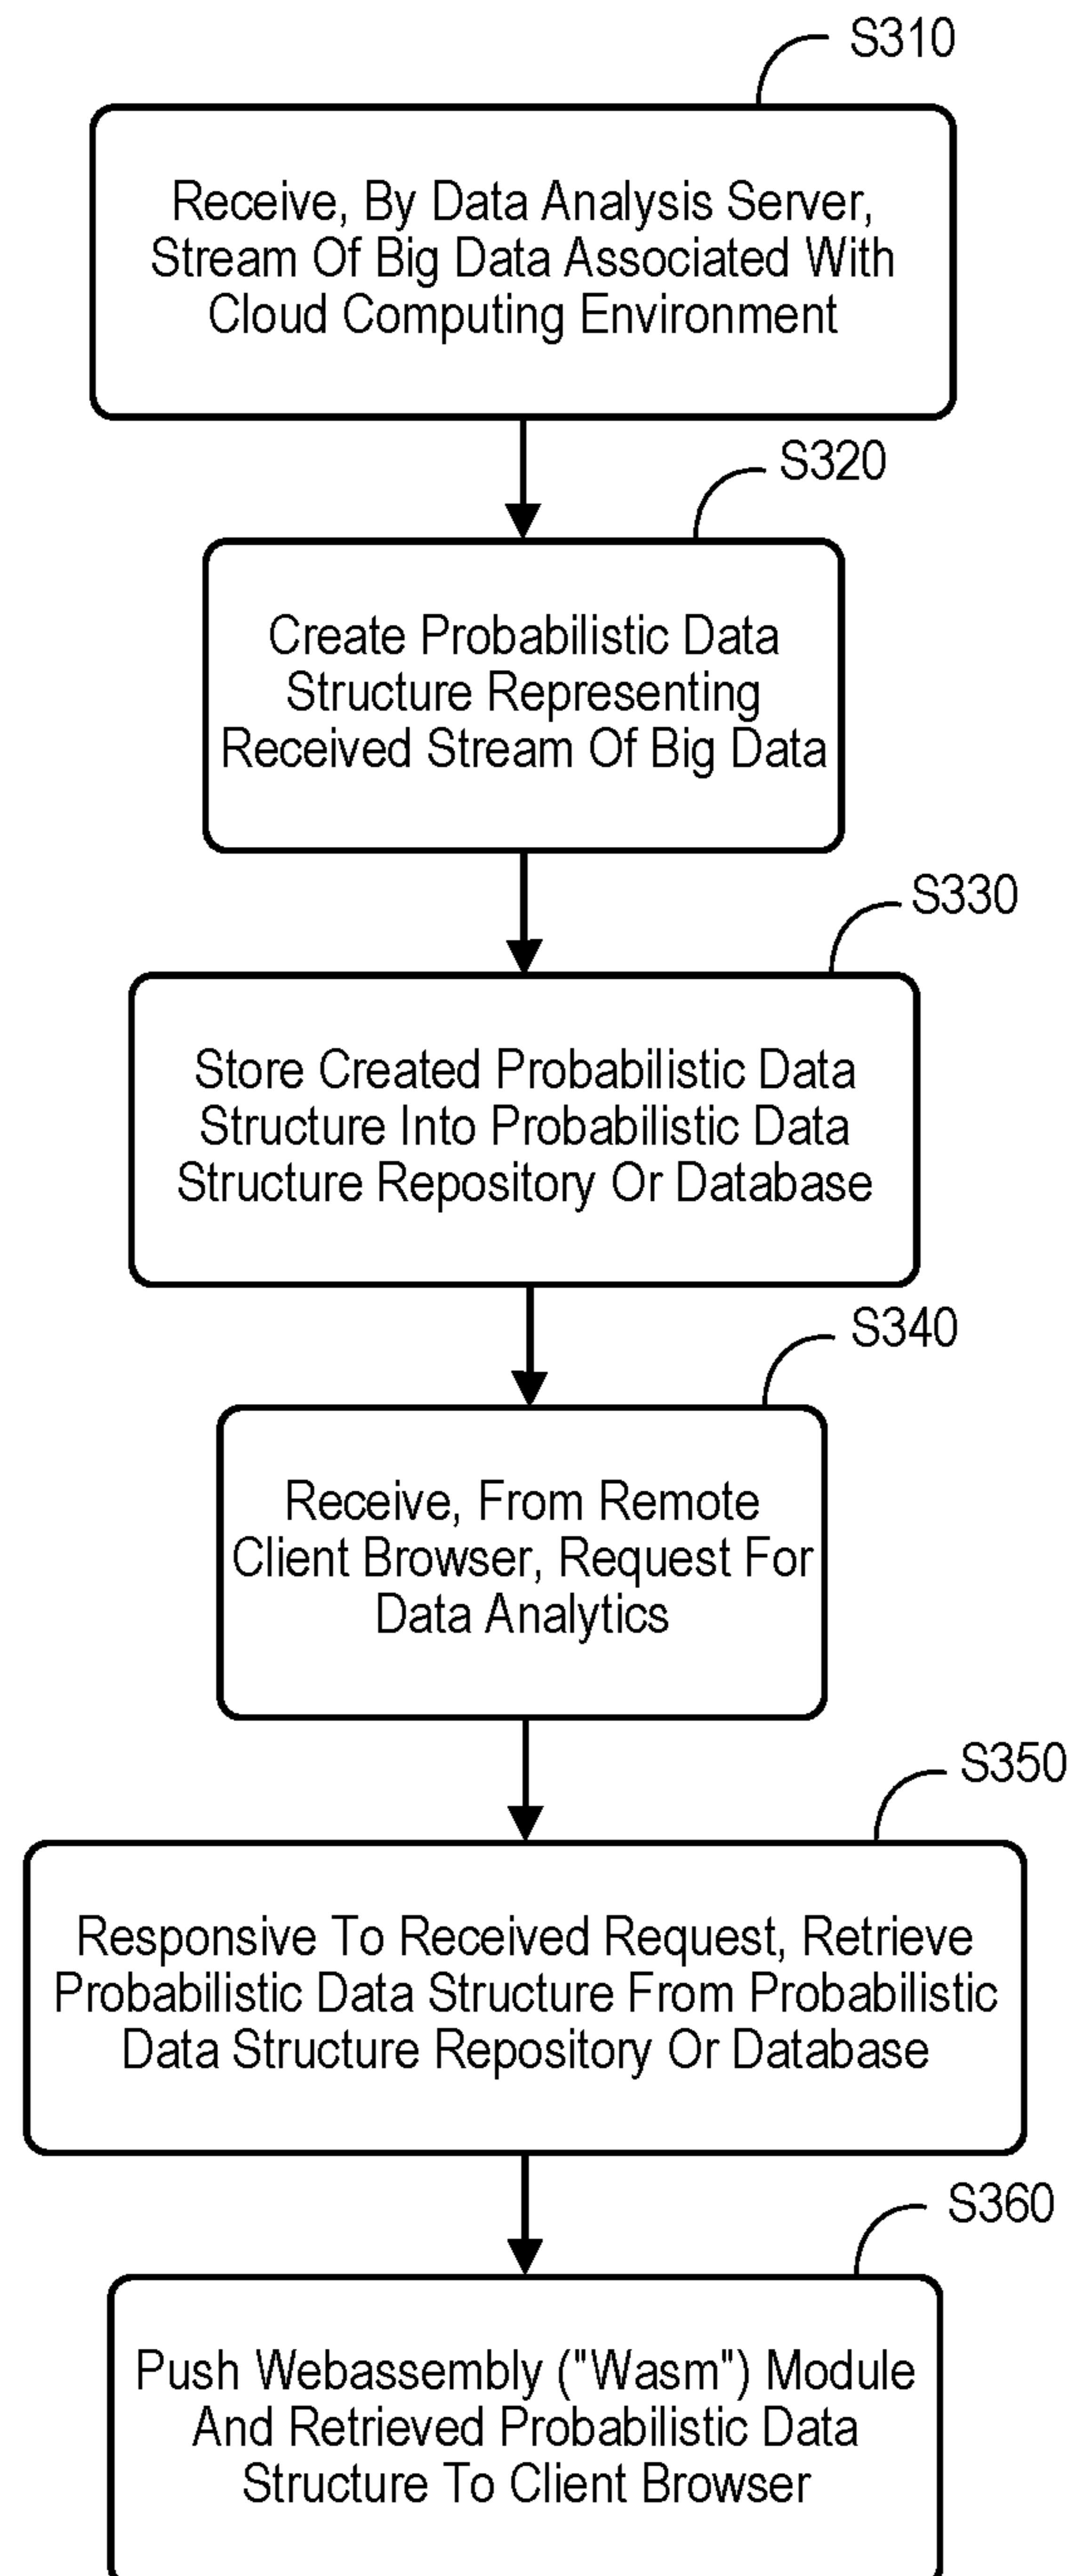 S310
Receive, By Data Analysis Server,
Stream Of Big Data Associated With
Cloud Computing Environment
S320
Create Probabilistic Data
Structure Representing
Received Stream Of Big Data
S330
Store Created Probabilistic Data
Structure Into Probabilistic Data
Structure Repository Or Database
S340
Receive, From Remote
Client Browser, Request For
Data Analytics
S350
Responsive To Received Request, Retrieve
Probabilistic Data Structure From Probabilistic
Data Structure Repository Or Database
S360
Push Webassembly ("Wasm") Module
And Retrieved Probabilistic Data
Structure To Client Browser